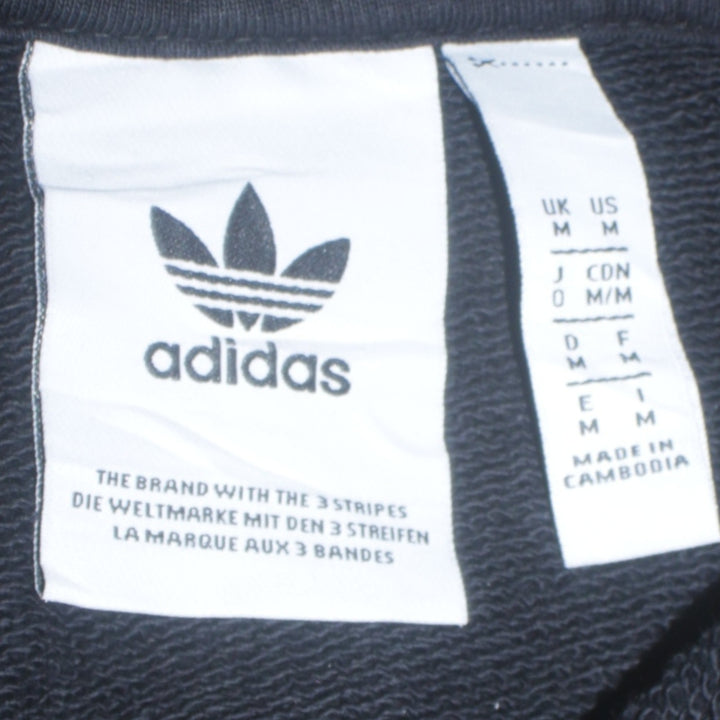 adidas
THE BRAND WITH THE 3 STRIPES
DIE WELTMARKE MIT DEN 3 STREIFEN
LA MARQUE AUX 3 BANDES
UK US
M M
J CDN
O M/M
D F
M M
E I
M M
MADE IN
CAMBODIA